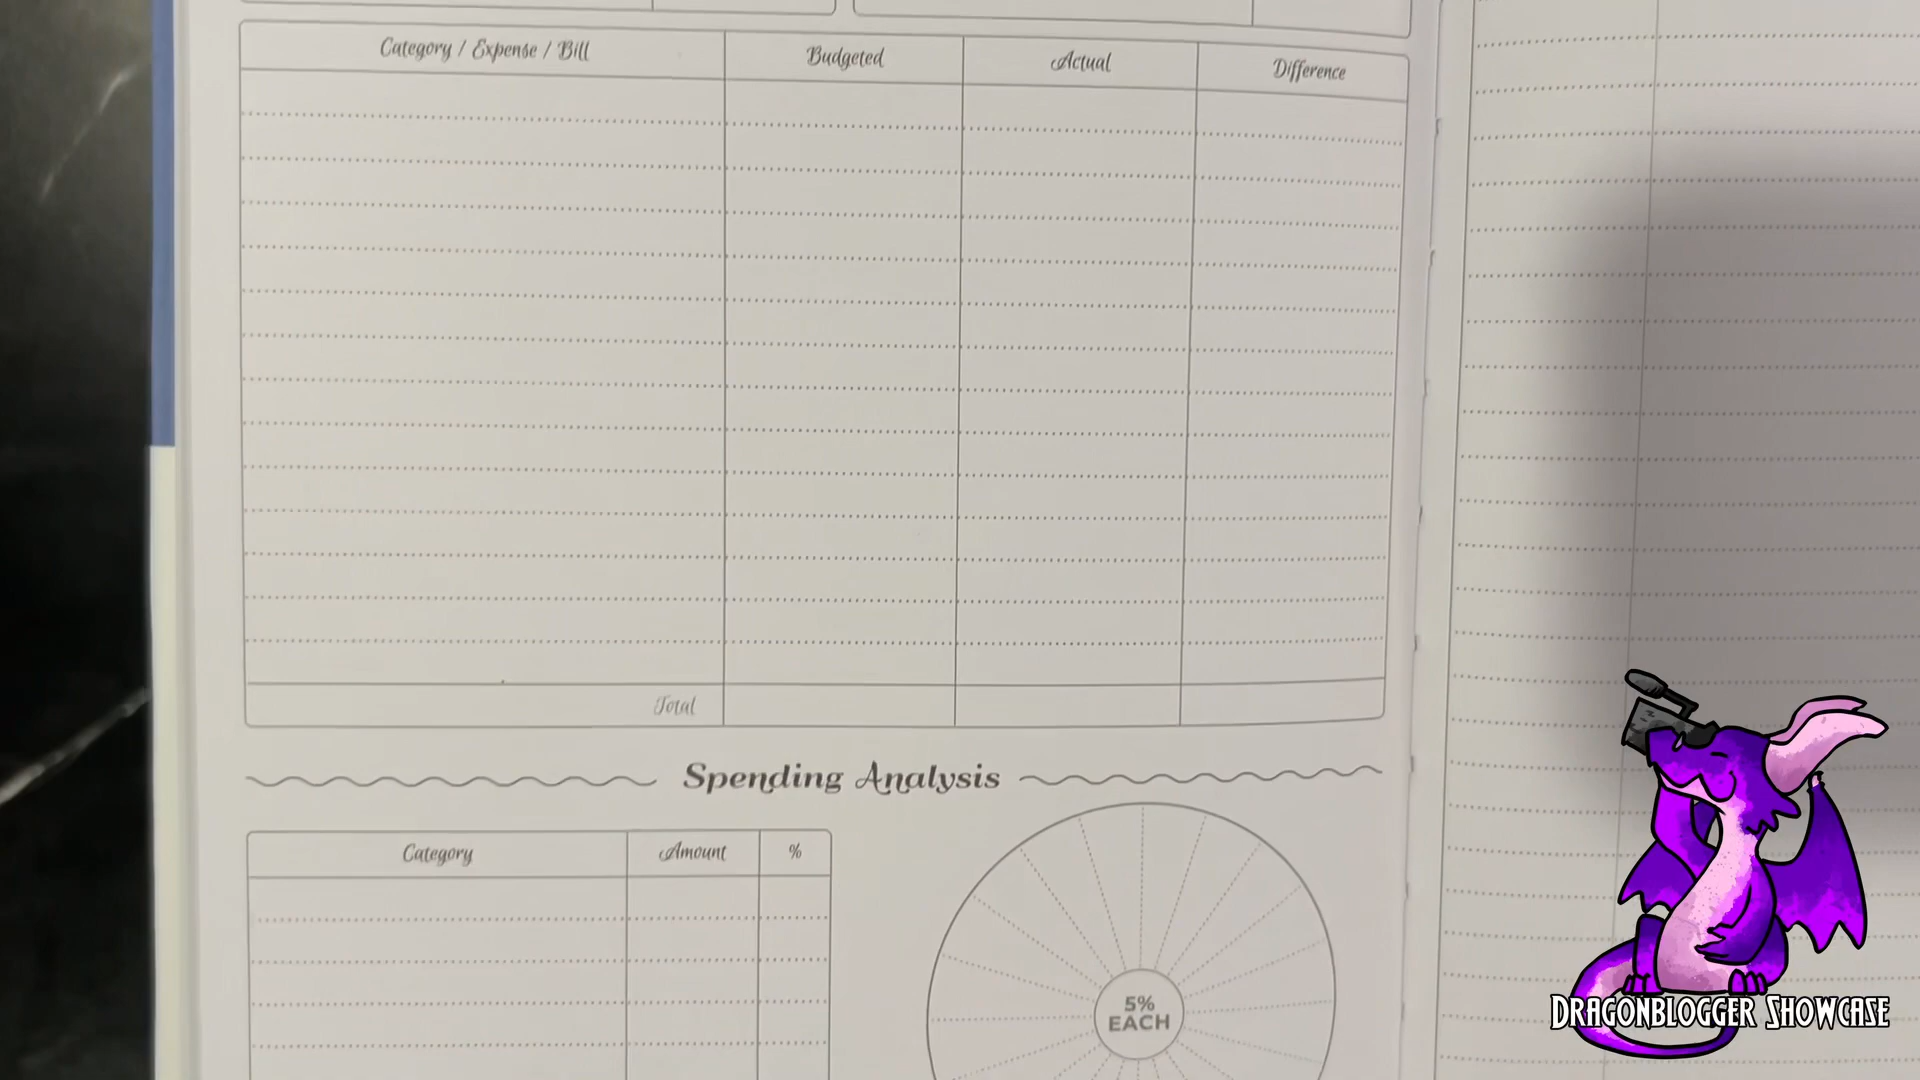 Category / Expense / Bill Budgeted Actual Difference
Total
Spending Analysis
Category Amount %
5%
EACH
DRAGONBLOGGER SHOWCASE